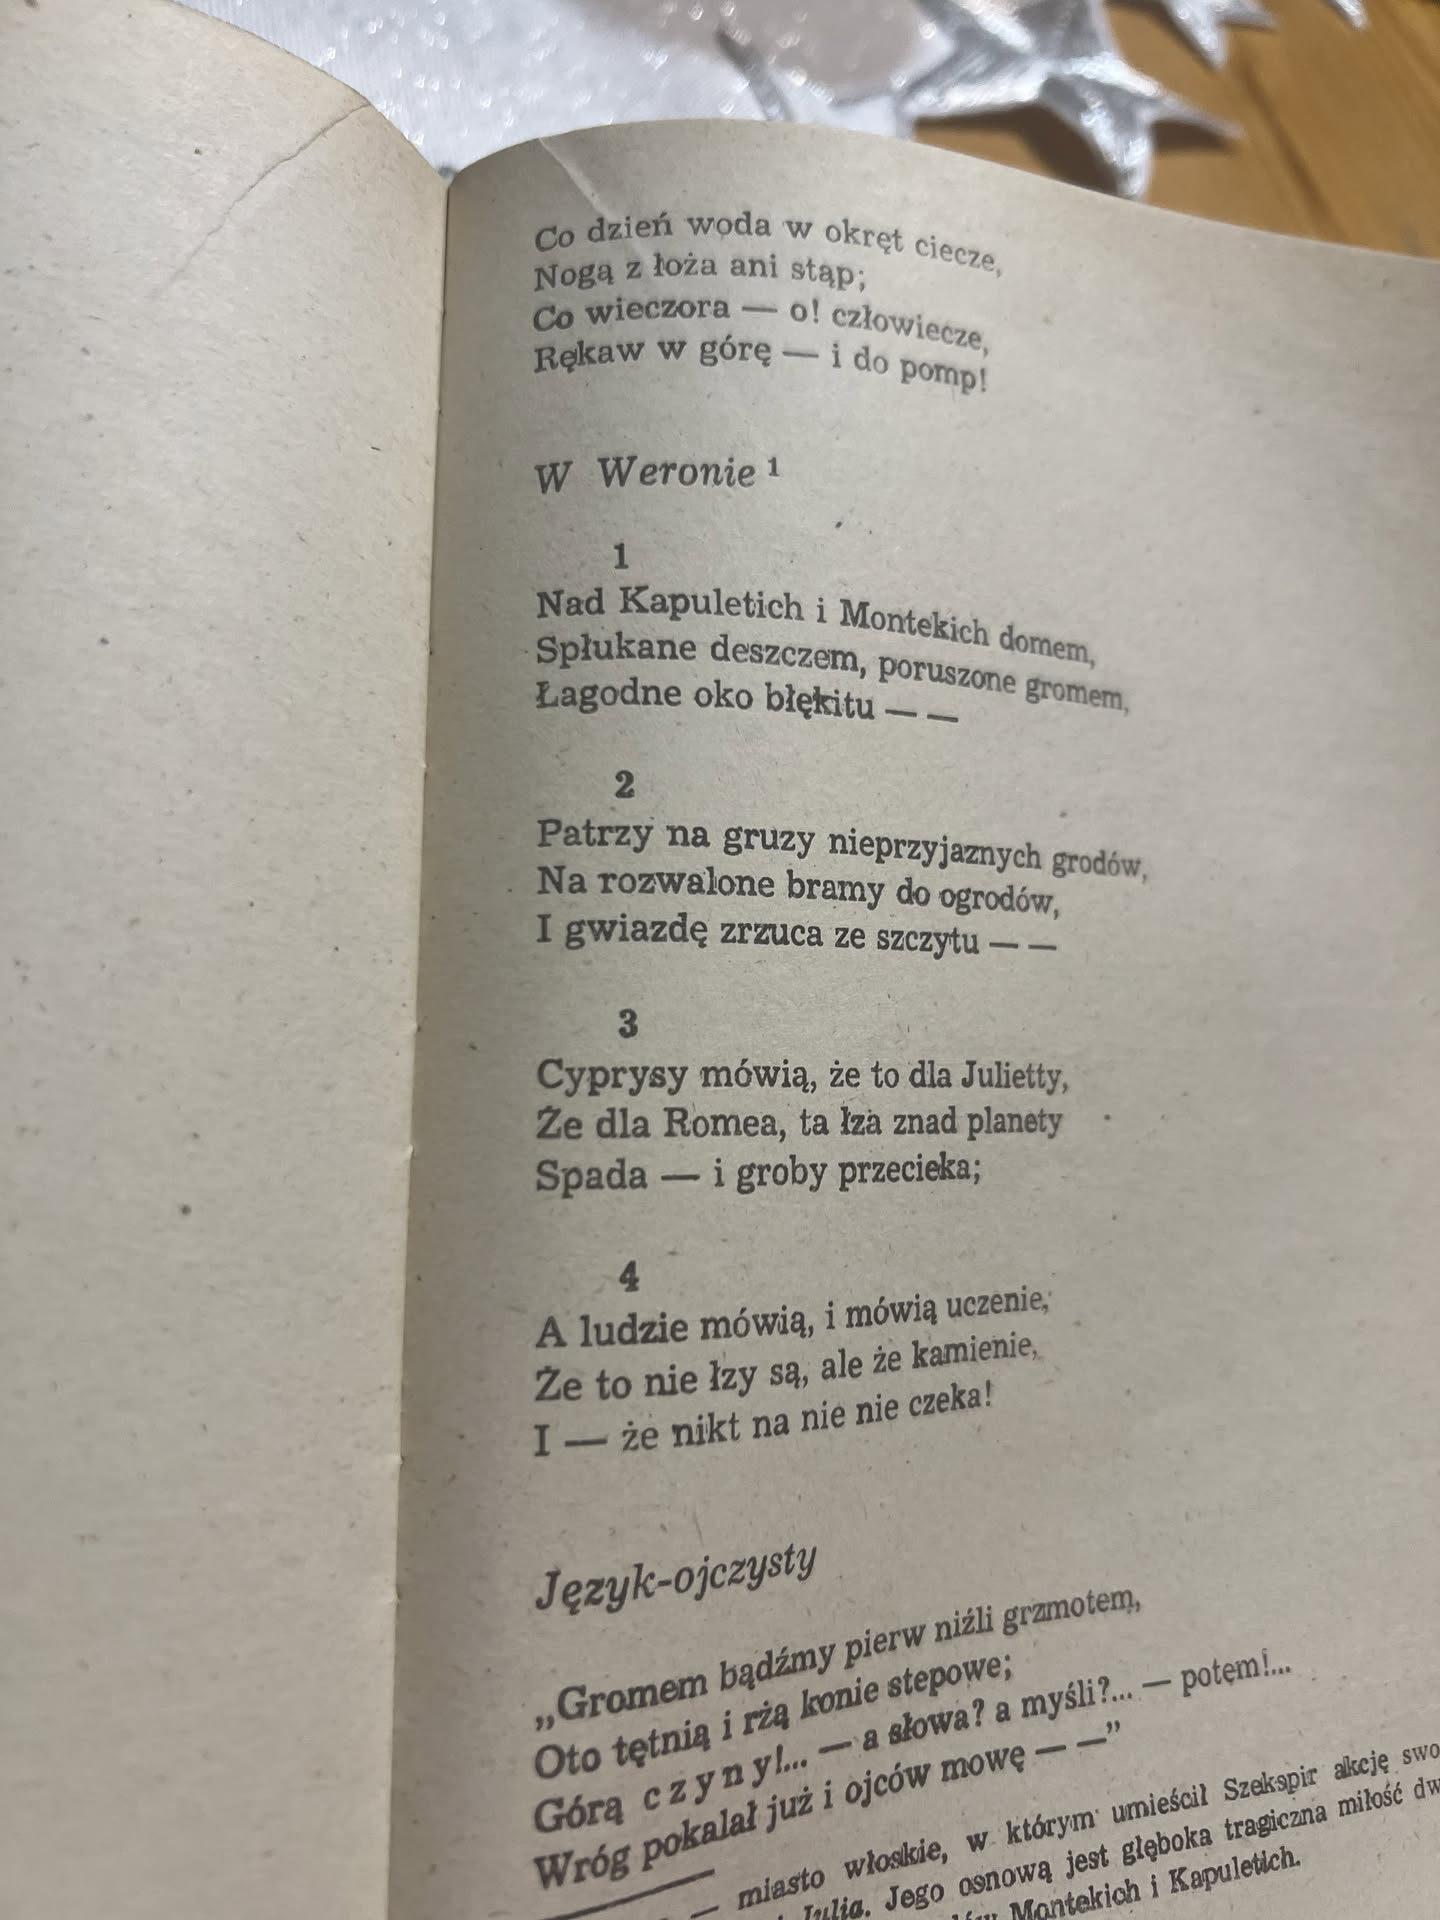 Co dzień woda w okręt ciecze,
Nogą z łoża ani stąp;
Co wieczora — o! człowiecze,
Rękaw w górę — i do pomp!
W Weronie ¹
1
Nad Kapuletich i Montekich domem,
Spłukane deszczem, poruszone gromem,
Łagodne oko błękitu — —
2
Patrzy na gruzy nieprzyjaznych grodów,
Na rozwalone bramy do ogrodów,
I gwiazdę zrzuca ze szczytu — —
3
Cyprysy mówią, że to dla Julietty,
Że dla Romea, ta łza znad planety
Spada — i groby przecieka;
4
A ludzie mówią, i mówią uczenie,
Że to nie łzy są, ale że kamienie,
I — że nikt na nie nie czeka!
Język-ojczysty
„Gromem bądźmy pierw niźli grzmotem,
Oto tętnią i rżą konie stepowe;
Górą czyny!... — a słowa? a myśli?... — potem!...
Wróg pokalał już i ojców mowę — —”
— miasto włoskie, w którym umieścił Szekspir akcję
Julia. Jego osnową jest głęboka tragiczna miłość
Montekich i Kapuletich.